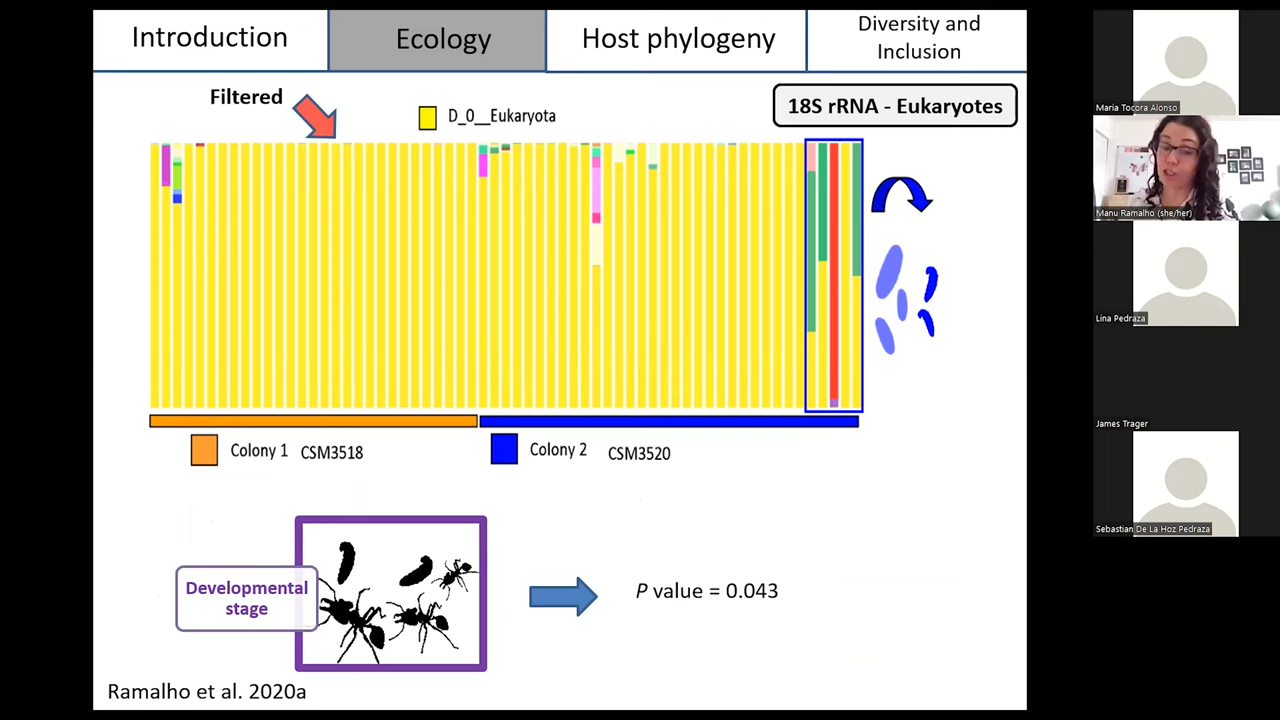 Introduction
Ecology
Host phylogeny
Diversity and
Inclusion
Filtered
D_0__Eukaryota
18S rRNA - Eukaryotes
Colony 1 CSM3518
Colony 2 CSM3520
Developmental
stage
P value = 0.043
Ramalho et al. 2020a
Maria Tocora Alonso
Manu Ramalho (she/her)
Lina Pedraza
James Trager
Sebastian De La Hoz Pedraza